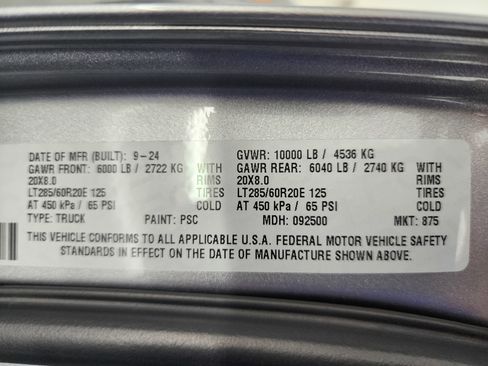 DATE OF MFR (BUILT): 9-24 GVWR: 10000 LB / 4536 KG
GAWR FRONT: 6000 LB / 2722 KG WITH GAWR REAR: 6040 LB / 2740 KG WITH
20X8.0 RIMS 20X8.0 RIMS
LT285/60R20E 125 TIRES LT285/60R20E 125 TIRES
AT 450 kPa / 65 PSI COLD AT 450 kPa / 65 PSI COLD
TYPE: TRUCK PAINT: PSC MDH: 092500 MKT: 875
THIS VEHICLE CONFORMS TO ALL APPLICABLE U.S.A. FEDERAL MOTOR VEHICLE SAFETY
STANDARDS IN EFFECT ON THE DATE OF MANUFACTURE SHOWN ABOVE.